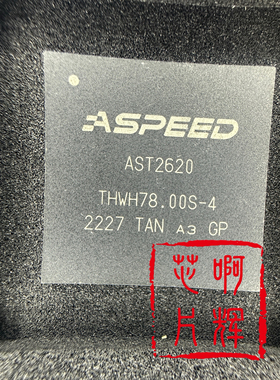 ASPEED
AST2620
THWH78.00S-4
2227 TAN A3 GP
芯啊
片辉